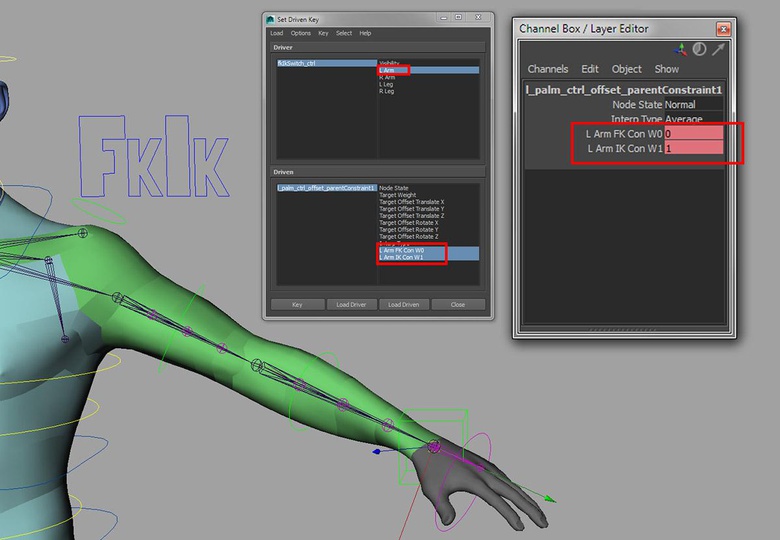 Set Driven Key
Load Options Key Select Help
Driver
fkIkSwitch_ctrl
Visibility
L Arm
R Arm
L Leg
R Leg
Driven
l_palm_ctrl_offset_parentConstraint1
Node State
Target Weight
Target Offset Translate X
Target Offset Translate Y
Target Offset Translate Z
Target Offset Rotate X
Target Offset Rotate Y
Target Offset Rotate Z
Interp Type
L Arm FK Con W0
L Arm IK Con W1
Key Load Driver Load Driven Close
Channel Box / Layer Editor
Channels Edit Object Show
l_palm_ctrl_offset_parentConstraint1
Node State Normal
Interp Type Average
L Arm FK Con W0 0
L Arm IK Con W1 1
FkIk